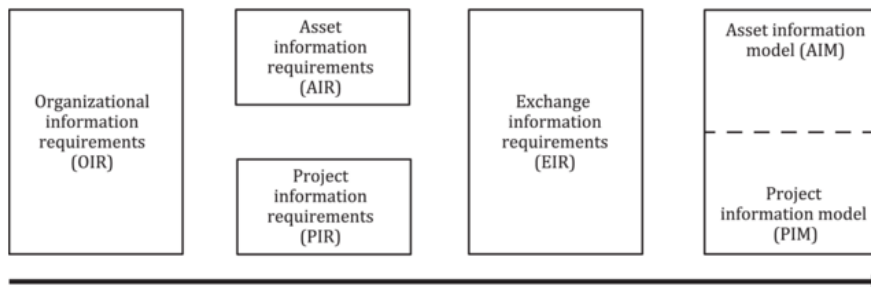 Organizational
information
requirements
(OIR)
Asset
information
requirements
(AIR)
Project
information
requirements
(PIR)
Exchange
information
requirements
(EIR)
Asset information
model (AIM)
Project
information model
(PIM)